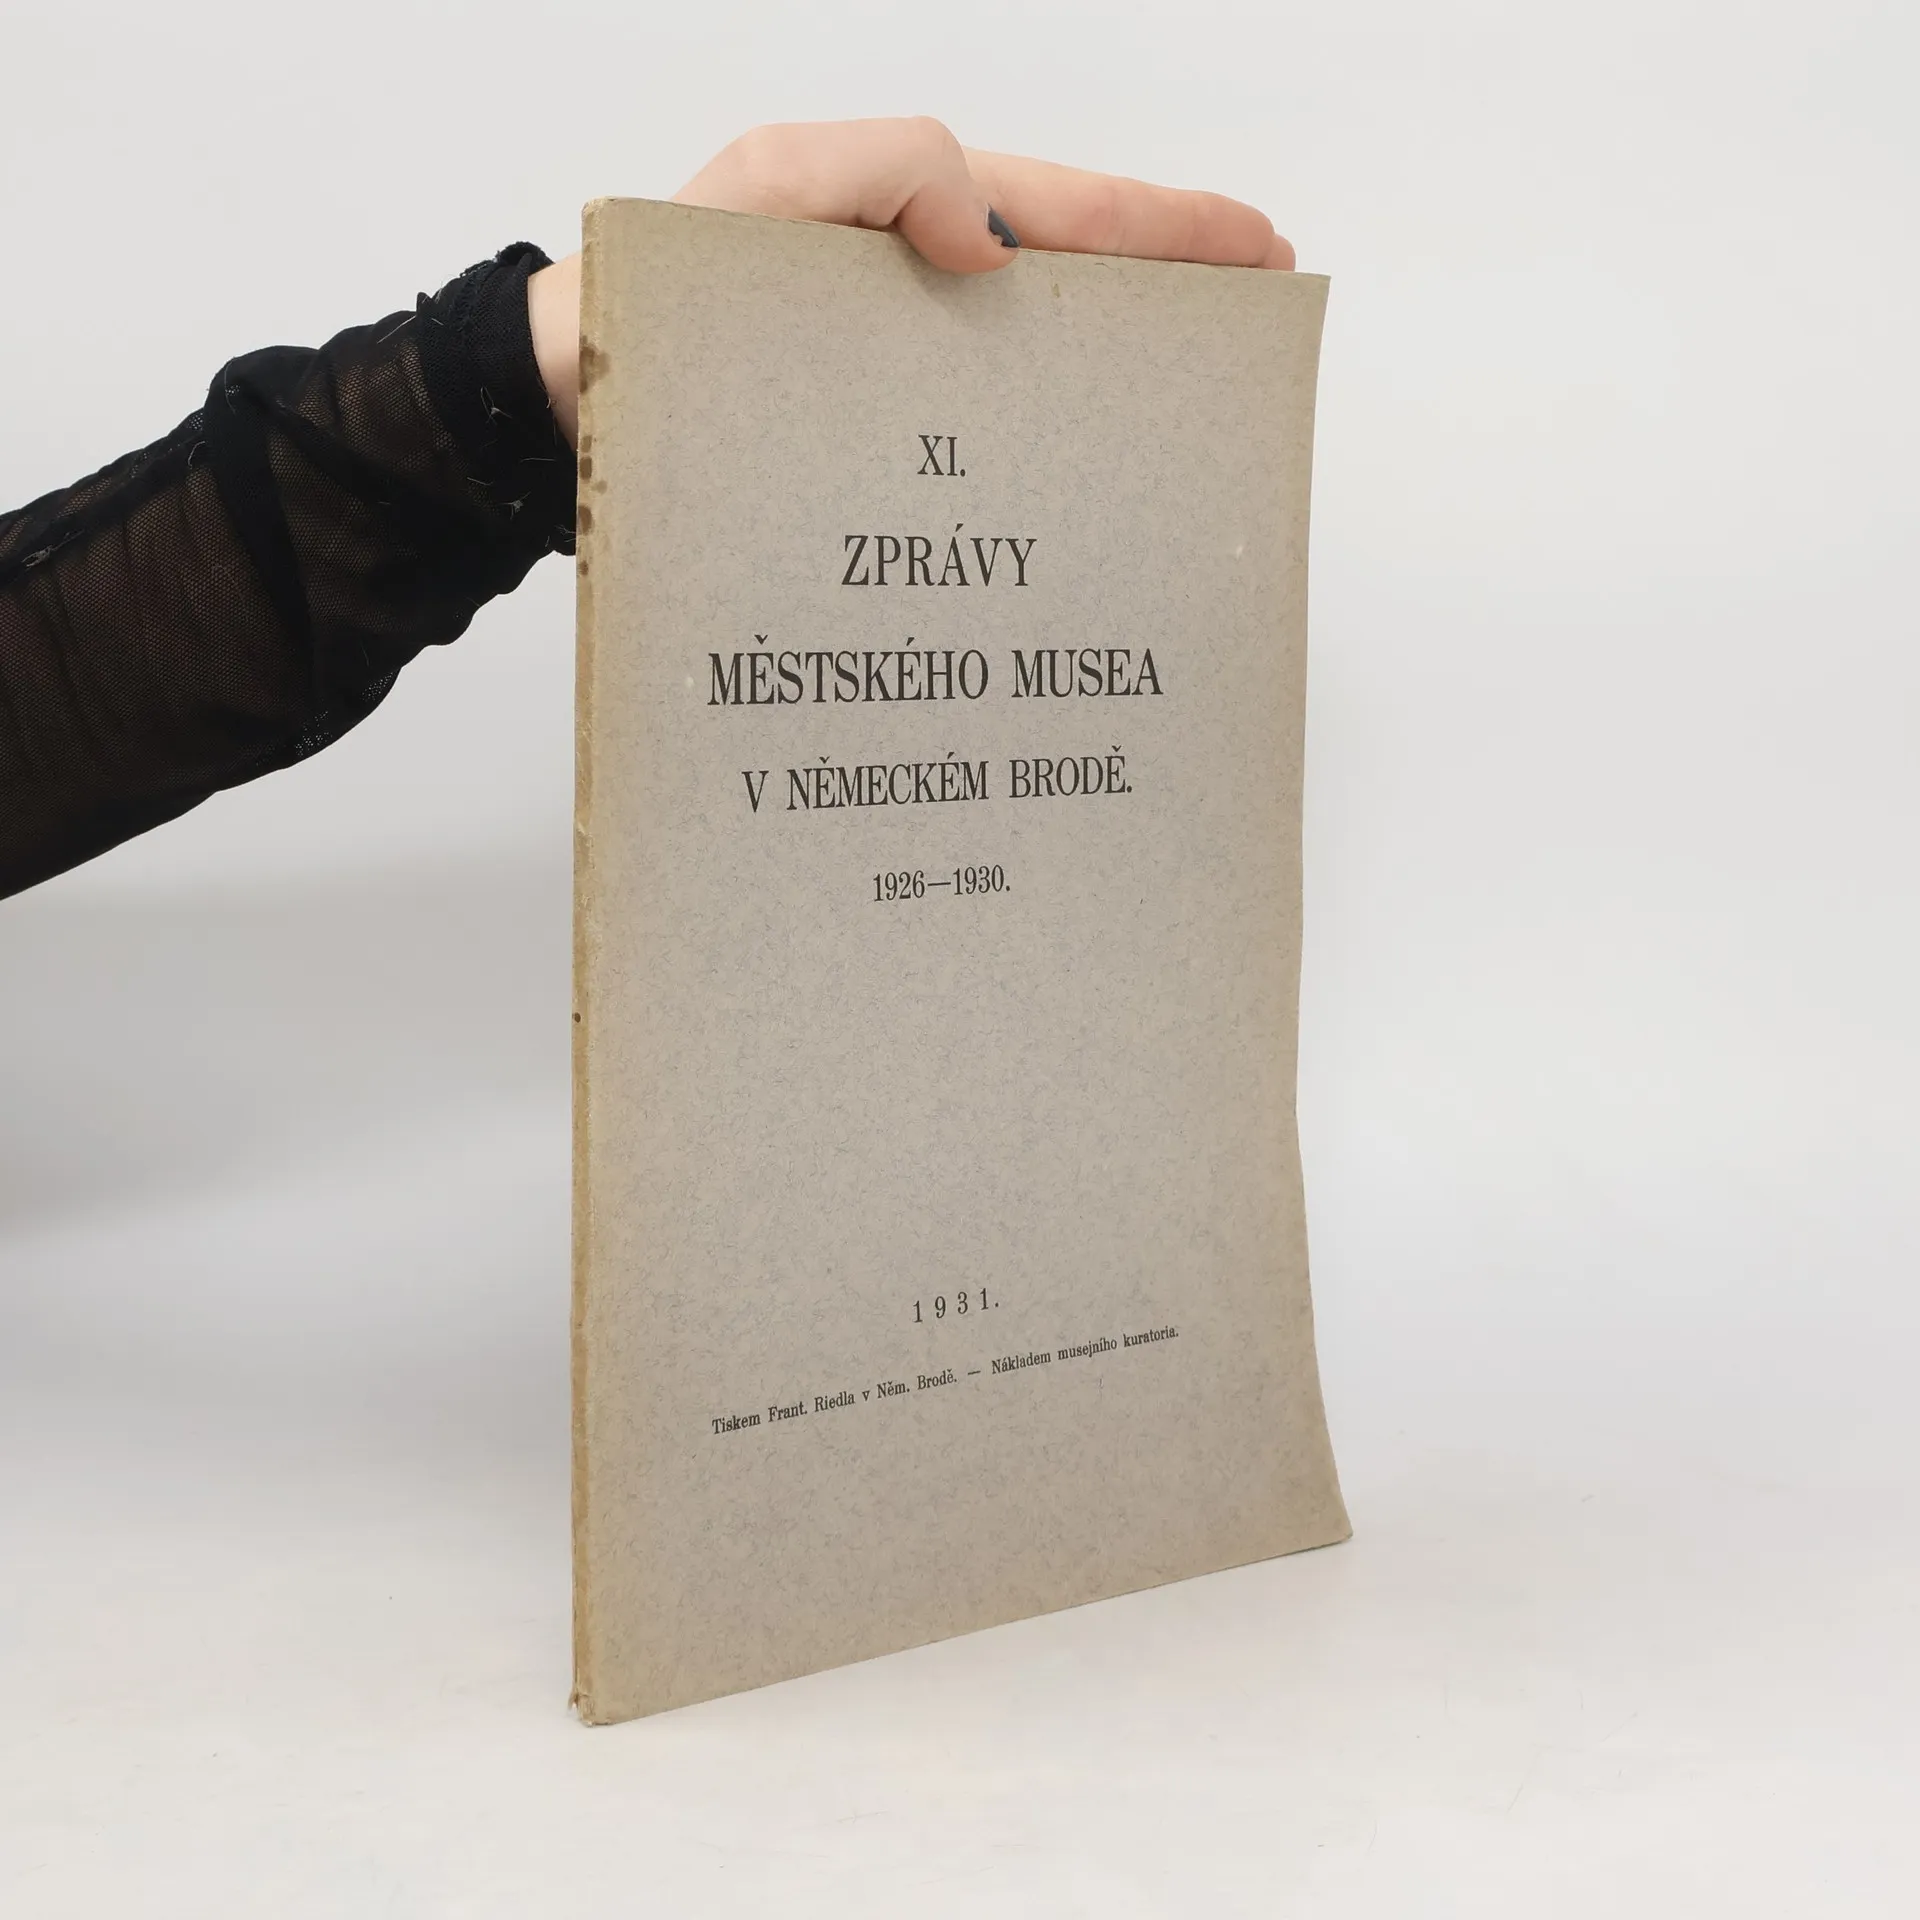 XI.
ZPRÁVY
MĚSTSKÉHO MUSEA
V NĚMECKÉM BRODĚ.
1926—1930.
1931.
Tiskem Frant. Riedla v Něm. Brodě. — Nákladem musejního kuratoria.